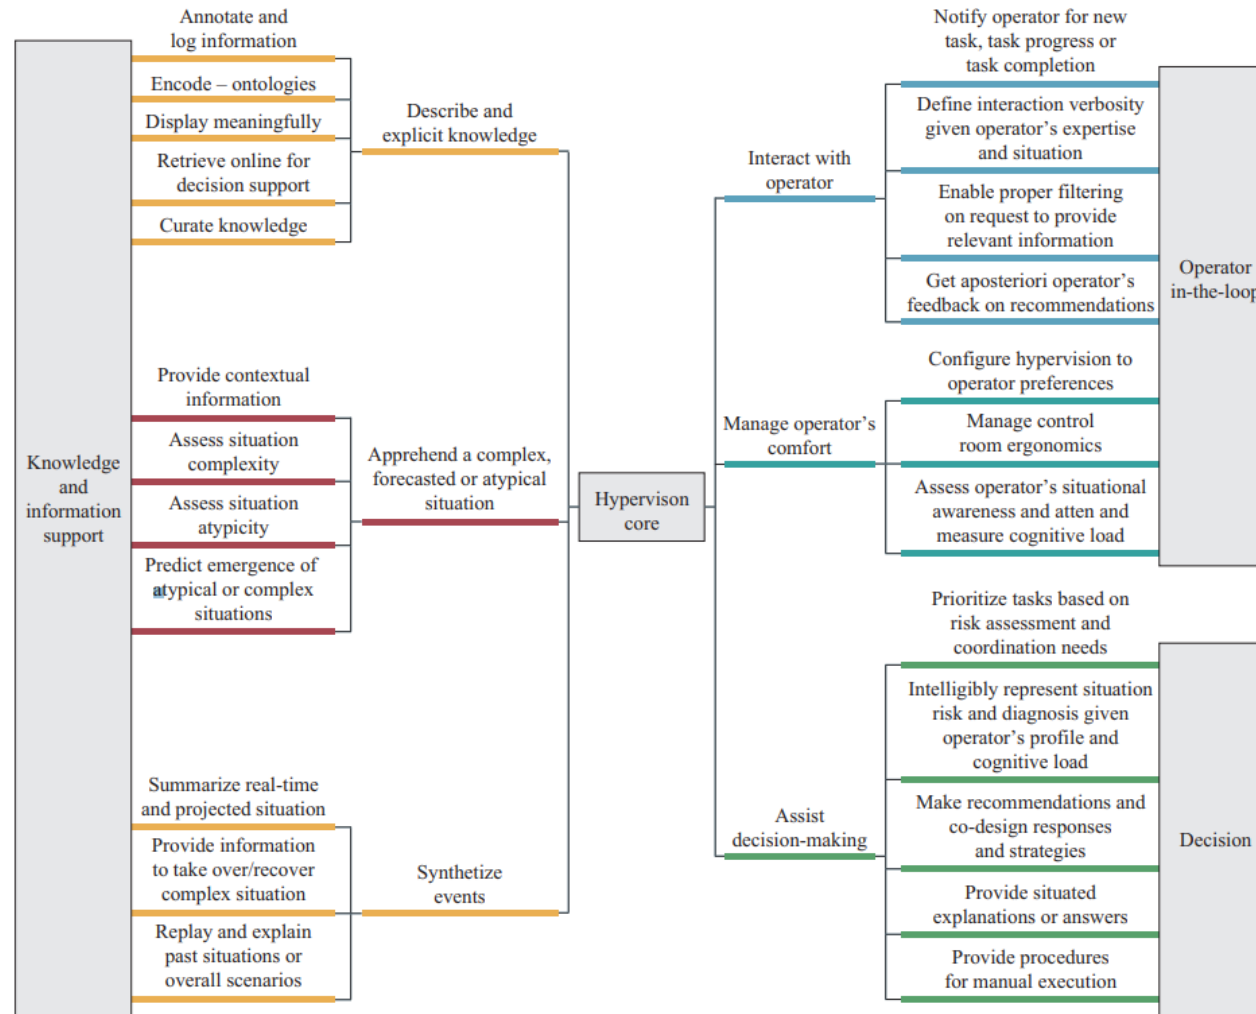 Annotate and
log information
Encode – ontologies
Display meaningfully
Retrieve online for
decision support
Curate knowledge
Describe and
explicit knowledge
Provide contextual
information
Assess situation
complexity
Assess situation
atypicity
Predict emergence of
atypical or complex
situations
Apprehend a complex,
forecasted or atypical
situation
Knowledge
and
information
support
Summarize real-time
and projected situation
Provide information
to take over/recover
complex situation
Replay and explain
past situations or
overall scenarios
Synthetize
events
Hypervison
core
Interact with
operator
Notify operator for new
task, task progress or
task completion
Define interaction verbosity
given operator's expertise
and situation
Enable proper filtering
on request to provide
relevant information
Get aposteriori operator's
feedback on recommendations
Manage operator's
comfort
Configure hypervision to
operator preferences
Manage control
room ergonomics
Assess operator's situational
awareness and atten and
measure cognitive load
Operator
in-the-loop
Assist
decision-making
Prioritize tasks based on
risk assessment and
coordination needs
Intelligibly represent situation
risk and diagnosis given
operator's profile and
cognitive load
Make recommendations and
co-design responses
and strategies
Provide situated
explanations or answers
Provide procedures
for manual execution
Decision